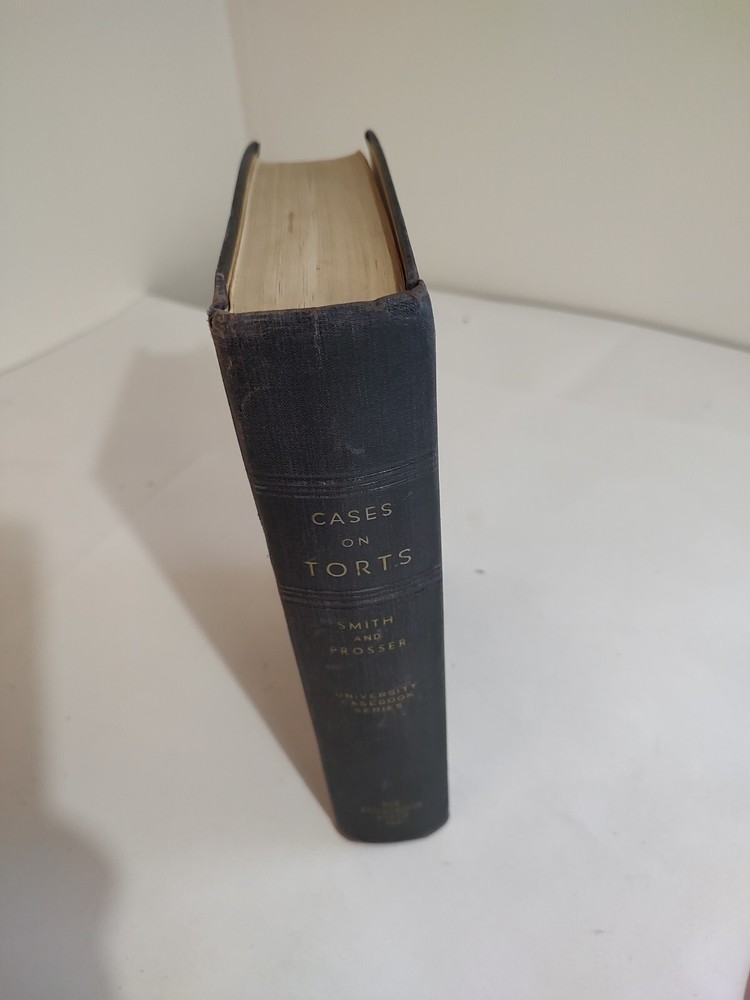 CASES
ON
TORTS
SMITH
AND
PROSSER
UNIVERSITY
CASEBOOK
SERIES